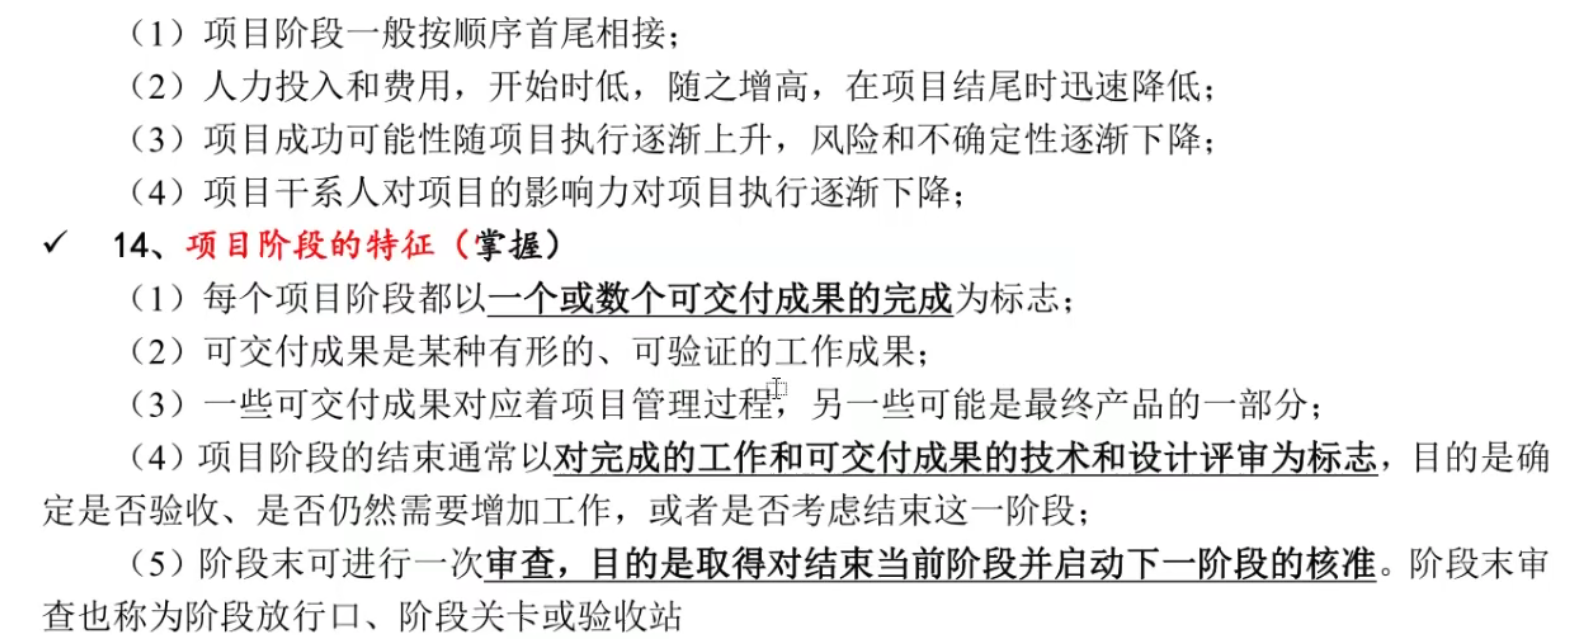 （1）项目阶段一般按顺序首尾相接；
（2）人力投入和费用，开始时低，随之增高，在项目结尾时迅速降低；
（3）项目成功可能性随项目执行逐渐上升，风险和不确定性逐渐下降；
（4）项目干系人对项目的影响力对项目执行逐渐下降；
✓ 14、项目阶段的特征（掌握）
（1）每个项目阶段都以一个或数个可交付成果的完成为标志；
（2）可交付成果是某种有形的、可验证的工作成果；
（3）一些可交付成果对应着项目管理过程，另一些可能是最终产品的一部分；
（4）项目阶段的结束通常以对完成的工作和可交付成果的技术和设计评审为标志，目的是确
定是否验收、是否仍然需要增加工作，或者是否考虑结束这一阶段；
（5）阶段末可进行一次审查，目的是取得对结束当前阶段并启动下一阶段的核准。阶段末审
查也称为阶段放行口、阶段关卡或验收站